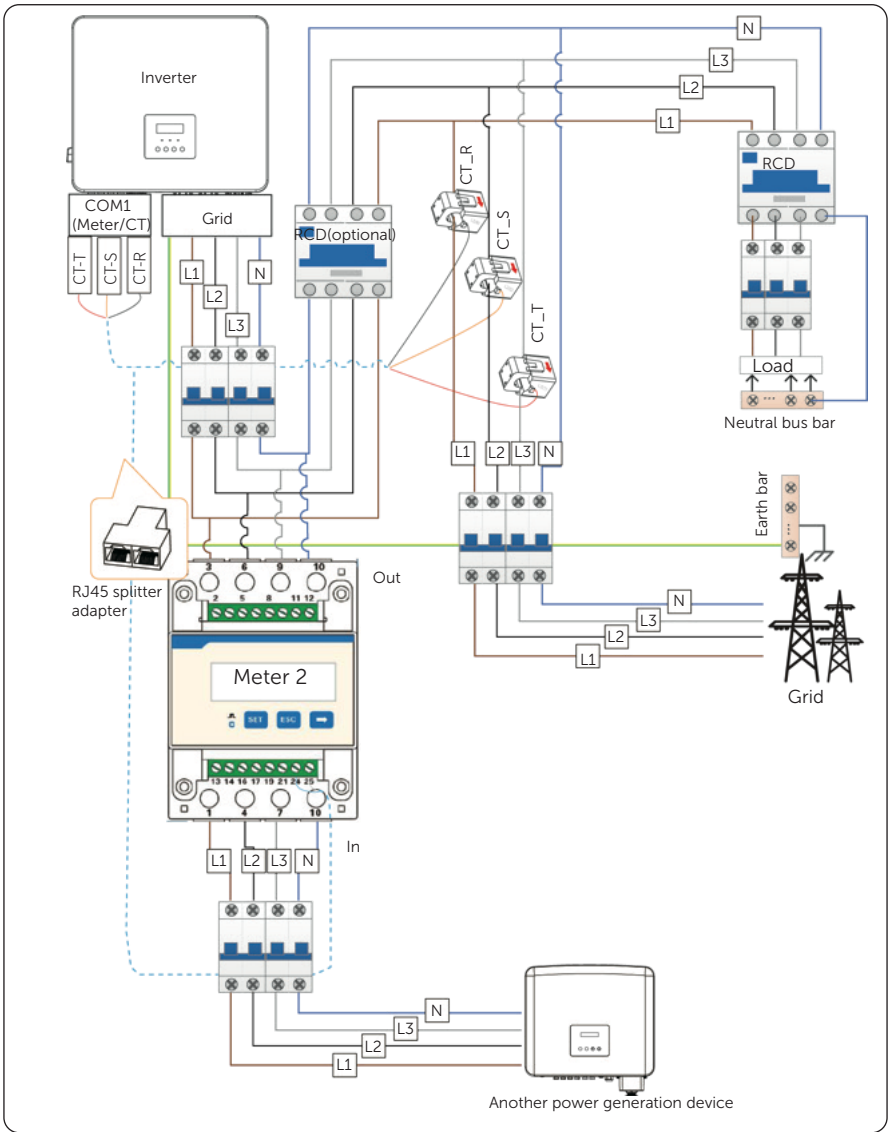 Inverter
COM1
(Meter/CT)
Grid
CT-T
CT-S
CT-R
L1
L2
L3
N
RCD(optional)
CT_R
CT_S
CT_T
N
L3
L2
L1
RCD
Load
Neutral bus bar
L1
L2
L3
N
Earth bar
N
L3
L2
L1
Grid
RJ45 splitter
adapter
Out
3 6 9 10
2 5 8 11 12
Meter 2
SET
ESC
13 14 16 17 19 21 24 25
1 4 7 10
In
L1
L2
L3
N
N
L3
L2
L1
Another power generation device